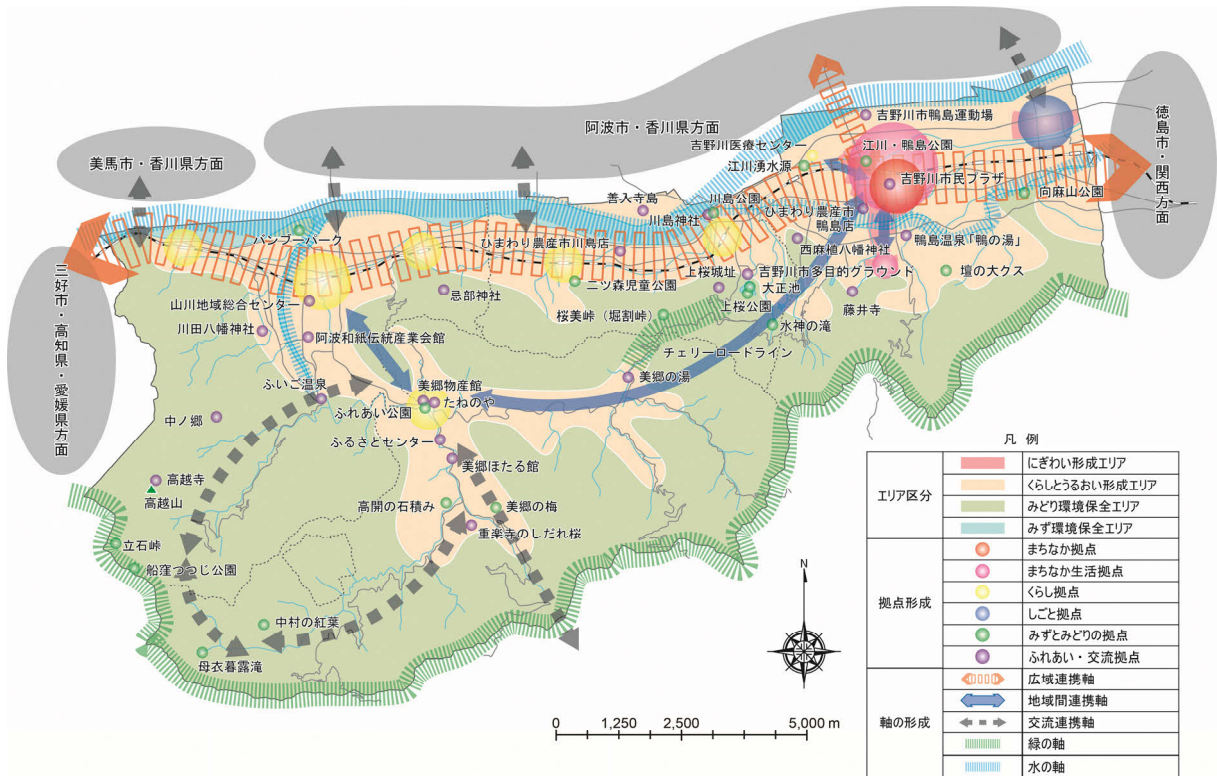 美馬市・香川県方面
阿波市・香川県方面
徳島市・関西方面
三好市・高知県・愛媛県方面
吉野川市鴨島運動場
吉野川医療センター
江川・鴨島公園
江川湧水源
吉野川市民プラザ
向麻山公園
善入寺島
川島公園
川島神社
ひまわり農産市
鴨島店
バンブーパーク
ひまわり農産市川島店
西麻植八幡神社
鴨島温泉「鴨の湯」
上桜城址
吉野川市多目的グラウンド
壇の大クス
二ツ森児童公園
大正池
山川地域総合センター
忌部神社
上桜公園
藤井寺
桜美峠（堀割峠）
水神の滝
川田八幡神社
阿波和紙伝統産業会館
チェリーロードライン
ふいご温泉
美郷物産館
美郷の湯
たねのや
ふれあい公園
中ノ郷
ふるさとセンター
美郷ほたる館
高越寺
高越山
高開の石積み
美郷の梅
重楽寺のしだれ桜
立石峠
船窪つつじ公園
中村の紅葉
母衣暮露滝
N
0 1,250 2,500 5,000 m
凡 例
エリア区分
にぎわい形成エリア
くらしとうるおい形成エリア
みどり環境保全エリア
みず環境保全エリア
拠点形成
まちなか拠点
まちなか生活拠点
くらし拠点
しごと拠点
みずとみどりの拠点
ふれあい・交流拠点
軸の形成
広域連携軸
地域間連携軸
交流連携軸
緑の軸
水の軸